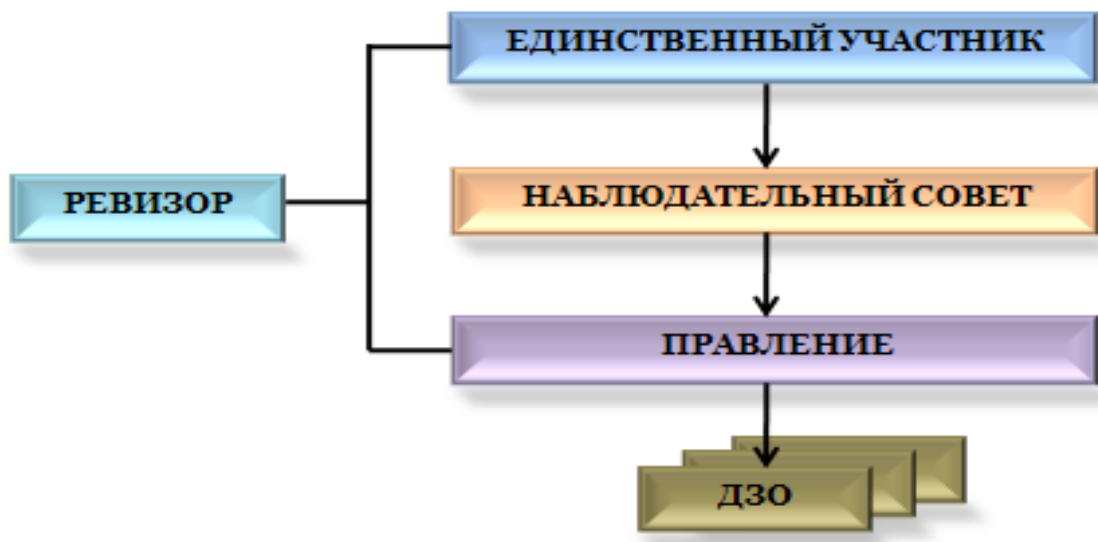 ЕДИНСТВЕННЫЙ УЧАСТНИК
РЕВИЗОР
НАБЛЮДАТЕЛЬНЫЙ СОВЕТ
ПРАВЛЕНИЕ
ДЗО